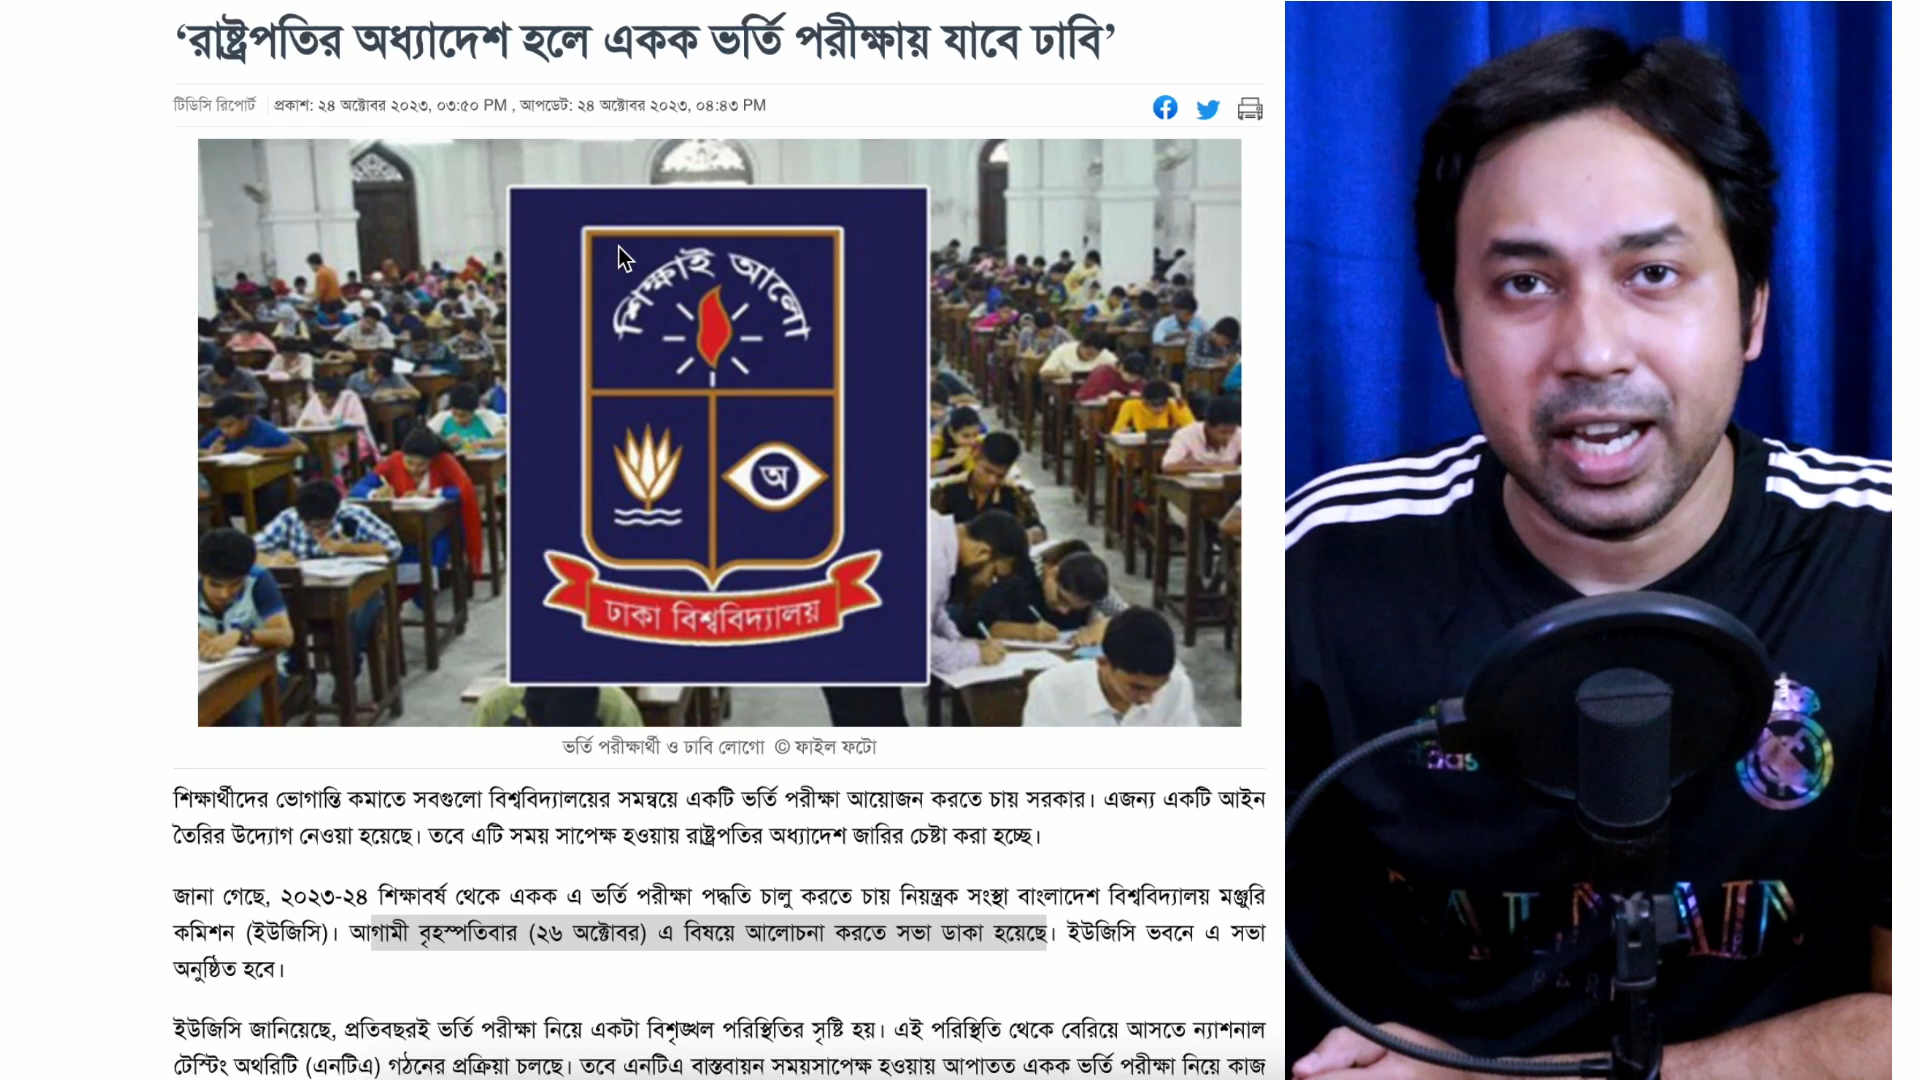 ‘রাষ্ট্রপতির অধ্যাদেশ হলে একক ভর্তি পরীক্ষায় যাবে ঢাবি’
টিডিসি রিপোর্ট প্রকাশ: ২৪ অক্টোবর ২০২৩, ০৩:৫০ PM , আপডেট: ২৪ অক্টোবর ২০২৩, ০৪:৪৩ PM
শিক্ষাই আলো
অ
ঢাকা বিশ্ববিদ্যালয়
ভর্তি পরীক্ষার্থী ও ঢাবি লোগো © ফাইল ফটো
শিক্ষার্থীদের ভোগান্তি কমাতে সবগুলো বিশ্ববিদ্যালয়ের সমন্বয়ে একটি ভর্তি পরীক্ষা আয়োজন করতে চায় সরকার। এজন্য একটি আইন
তৈরির উদ্যোগ নেওয়া হয়েছে। তবে এটি সময় সাপেক্ষ হওয়ায় রাষ্ট্রপতির অধ্যাদেশ জারির চেষ্টা করা হচ্ছে।
জানা গেছে, ২০২৩-২৪ শিক্ষাবর্ষ থেকে একক এ ভর্তি পরীক্ষা পদ্ধতি চালু করতে চায় নিয়ন্ত্রক সংস্থা বাংলাদেশ বিশ্ববিদ্যালয় মঞ্জুরি
কমিশন (ইউজিসি)। আগামী বৃহস্পতিবার (২৬ অক্টোবর) এ বিষয়ে আলোচনা করতে সভা ডাকা হয়েছে। ইউজিসি ভবনে এ সভা
অনুষ্ঠিত হবে।
ইউজিসি জানিয়েছে, প্রতিবছরই ভর্তি পরীক্ষা নিয়ে একটা বিশৃঙ্খল পরিস্থিতির সৃষ্টি হয়। এই পরিস্থিতি থেকে বেরিয়ে আসতে ন্যাশনাল
টেস্টিং অথরিটি (এনটিএ) গঠনের প্রক্রিয়া চলছে। তবে এনটিএ বাস্তবায়ন সময়সাপেক্ষ হওয়ায় আপাতত একক ভর্তি পরীক্ষা নিয়ে কাজ